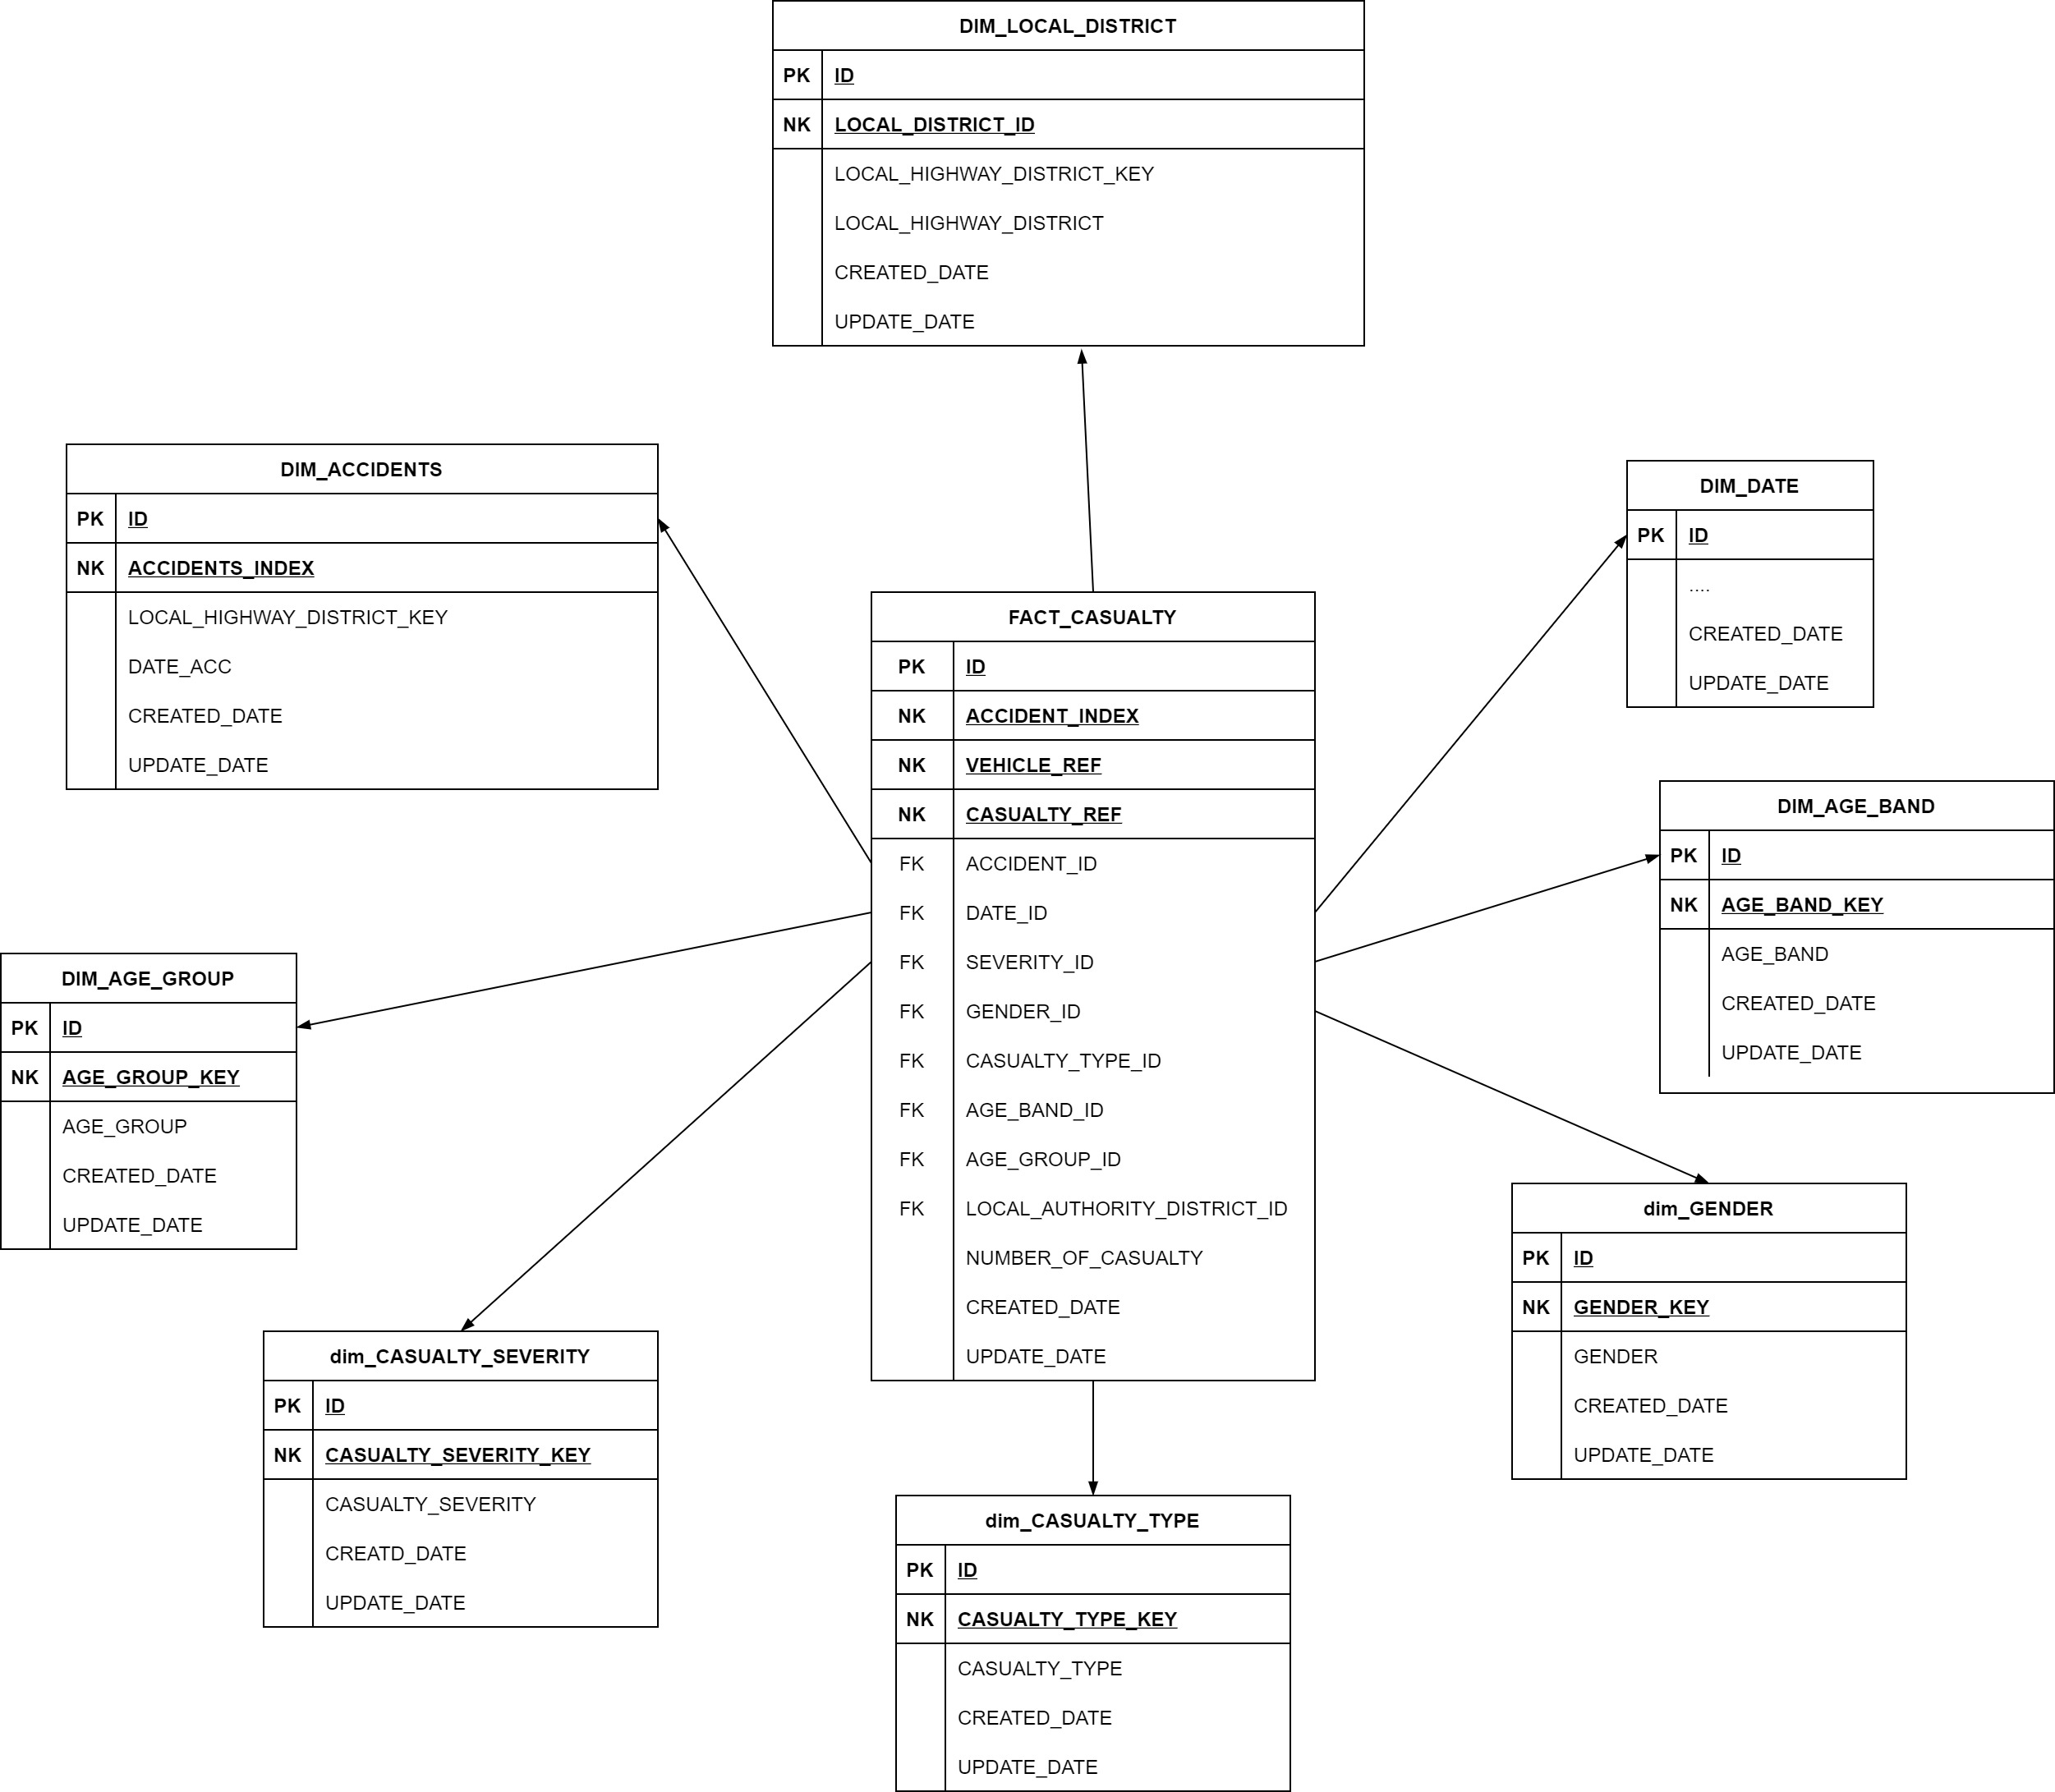 DIM_LOCAL_DISTRICT
PK ID
NK LOCAL_DISTRICT_ID
LOCAL_HIGHWAY_DISTRICT_KEY
LOCAL_HIGHWAY_DISTRICT
CREATED_DATE
UPDATE_DATE
DIM_ACCIDENTS
PK ID
NK ACCIDENTS_INDEX
LOCAL_HIGHWAY_DISTRICT_KEY
DATE_ACC
CREATED_DATE
UPDATE_DATE
DIM_DATE
PK ID
....
CREATED_DATE
UPDATE_DATE
FACT_CASUALTY
PK ID
NK ACCIDENT_INDEX
NK VEHICLE_REF
NK CASUALTY_REF
FK ACCIDENT_ID
FK DATE_ID
FK SEVERITY_ID
FK GENDER_ID
FK CASUALTY_TYPE_ID
FK AGE_BAND_ID
FK AGE_GROUP_ID
FK LOCAL_AUTHORITY_DISTRICT_ID
NUMBER_OF_CASUALTY
CREATED_DATE
UPDATE_DATE
DIM_AGE_BAND
PK ID
NK AGE_BAND_KEY
AGE_BAND
CREATED_DATE
UPDATE_DATE
DIM_AGE_GROUP
PK ID
NK AGE_GROUP_KEY
AGE_GROUP
CREATED_DATE
UPDATE_DATE
dim_GENDER
PK ID
NK GENDER_KEY
GENDER
CREATED_DATE
UPDATE_DATE
dim_CASUALTY_SEVERITY
PK ID
NK CASUALTY_SEVERITY_KEY
CASUALTY_SEVERITY
CREATD_DATE
UPDATE_DATE
dim_CASUALTY_TYPE
PK ID
NK CASUALTY_TYPE_KEY
CASUALTY_TYPE
CREATED_DATE
UPDATE_DATE